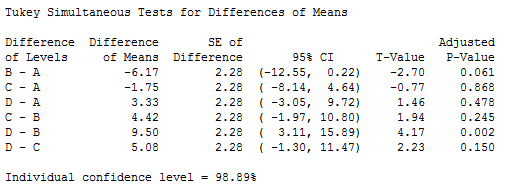 Tukey Simultaneous Tests for Differences of Means
Difference Difference SE of Adjusted
of Levels of Means Difference 95% CI T-Value P-Value
B - A -6.17 2.28 (-12.55, 0.22) -2.70 0.061
C - A -1.75 2.28 ( -8.14, 4.64) -0.77 0.868
D - A 3.33 2.28 ( -3.05, 9.72) 1.46 0.478
C - B 4.42 2.28 ( -1.97, 10.80) 1.94 0.245
D - B 9.50 2.28 ( 3.11, 15.89) 4.17 0.002
D - C 5.08 2.28 ( -1.30, 11.47) 2.23 0.150
Individual confidence level = 98.89%